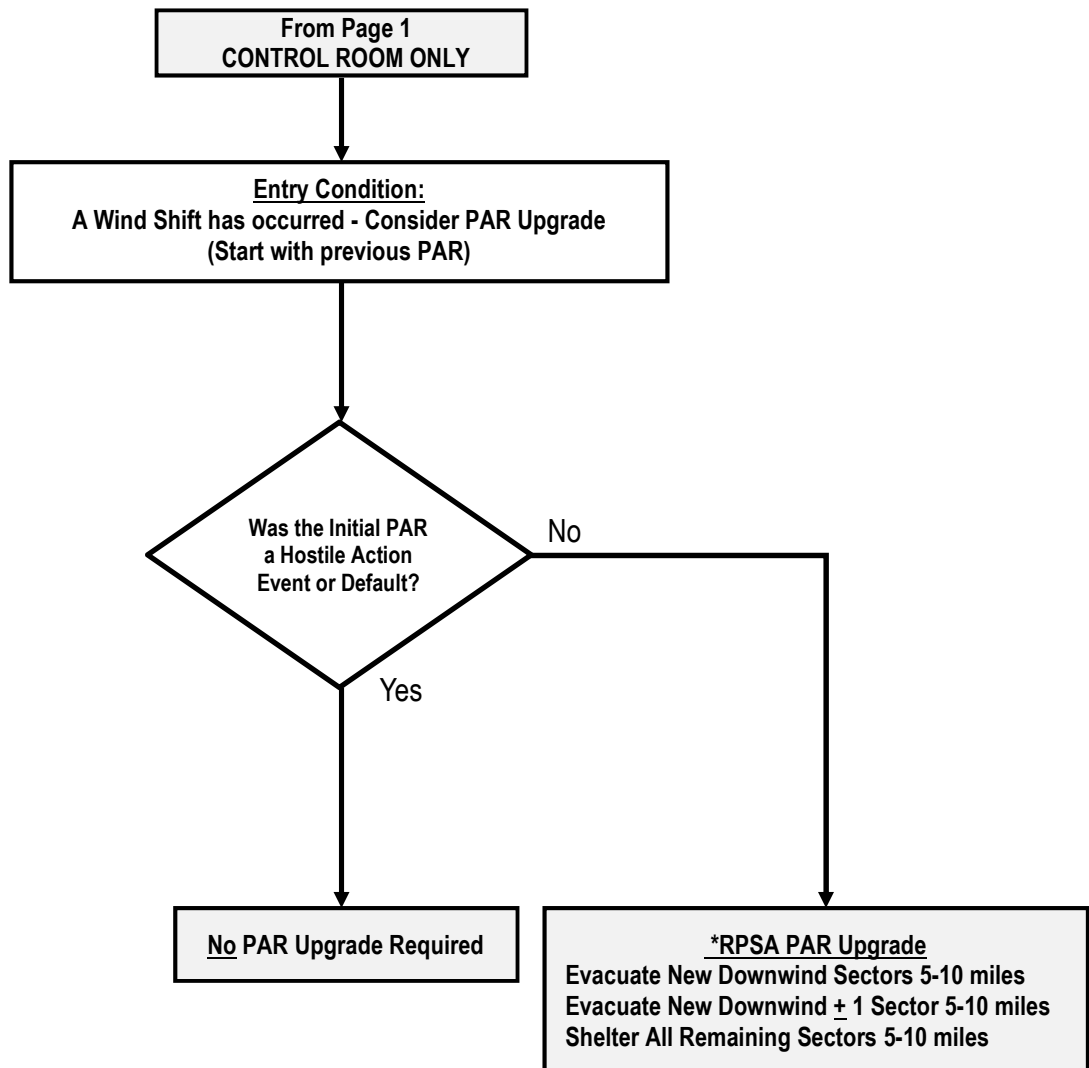 From Page 1
CONTROL ROOM ONLY
Entry Condition:
A Wind Shift has occurred - Consider PAR Upgrade
(Start with previous PAR)
Was the Initial PAR
a Hostile Action
Event or Default?
No
Yes
No PAR Upgrade Required
*RPSA PAR Upgrade
Evacuate New Downwind Sectors 5-10 miles
Evacuate New Downwind ± 1 Sector 5-10 miles
Shelter All Remaining Sectors 5-10 miles